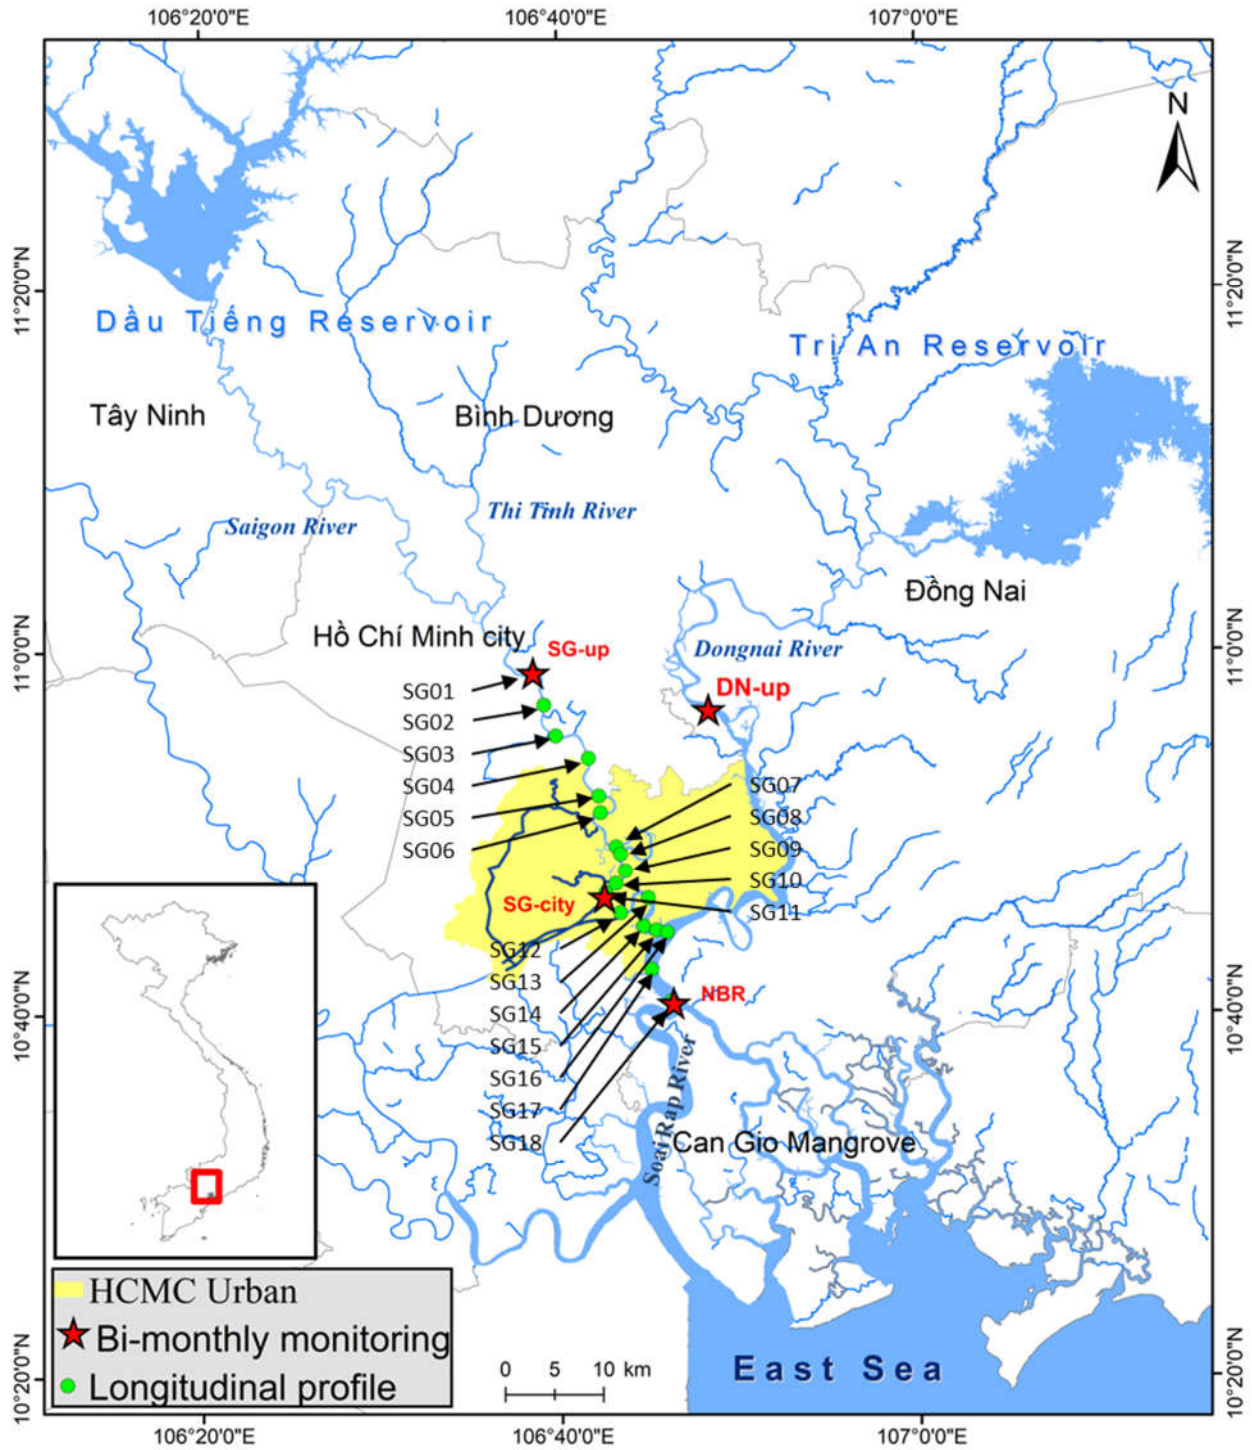 106°20'0"E
106°40'0"E
107°0'0"E
N
11°20'0"N
11°20'0"N
Dầu Tiếng Reservoir
Tri An Reservoir
Tây Ninh
Bình Dương
Saigon River
Thi Tinh River
Đồng Nai
11°0'0"N
11°0'0"N
Hồ Chí Minh city
SG-up
Dongnai River
SG01
DN-up
SG02
SG03
SG04
SG07
SG05
SG08
SG06
SG09
SG10
SG-city
SG11
SG12
SG13
NBR
SG14
10°40'0"N
10°40'0"N
SG15
SG16
SG17
SG18
Soai Rap River
Can Gio Mangrove
HCMC Urban
Bi-monthly monitoring
Longitudinal profile
0 5 10 km
East Sea
10°20'0"N
10°20'0"N
106°20'0"E
106°40'0"E
107°0'0"E